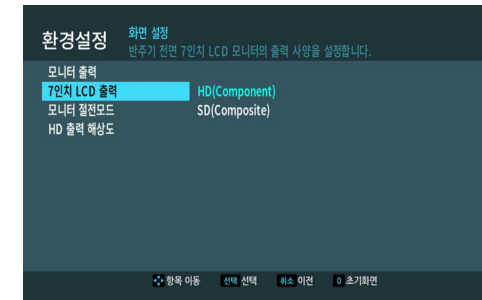 환경설정
화면 설정
반주기 전면 7인치 LCD 모니터의 출력 사양을 설정합니다.
모니터 출력
7인치 LCD 출력 HD(Component)
모니터 절전모드 SD(Composite)
HD 출력 해상도
항목 이동 선택 선택 취소 이전 0 초기화면